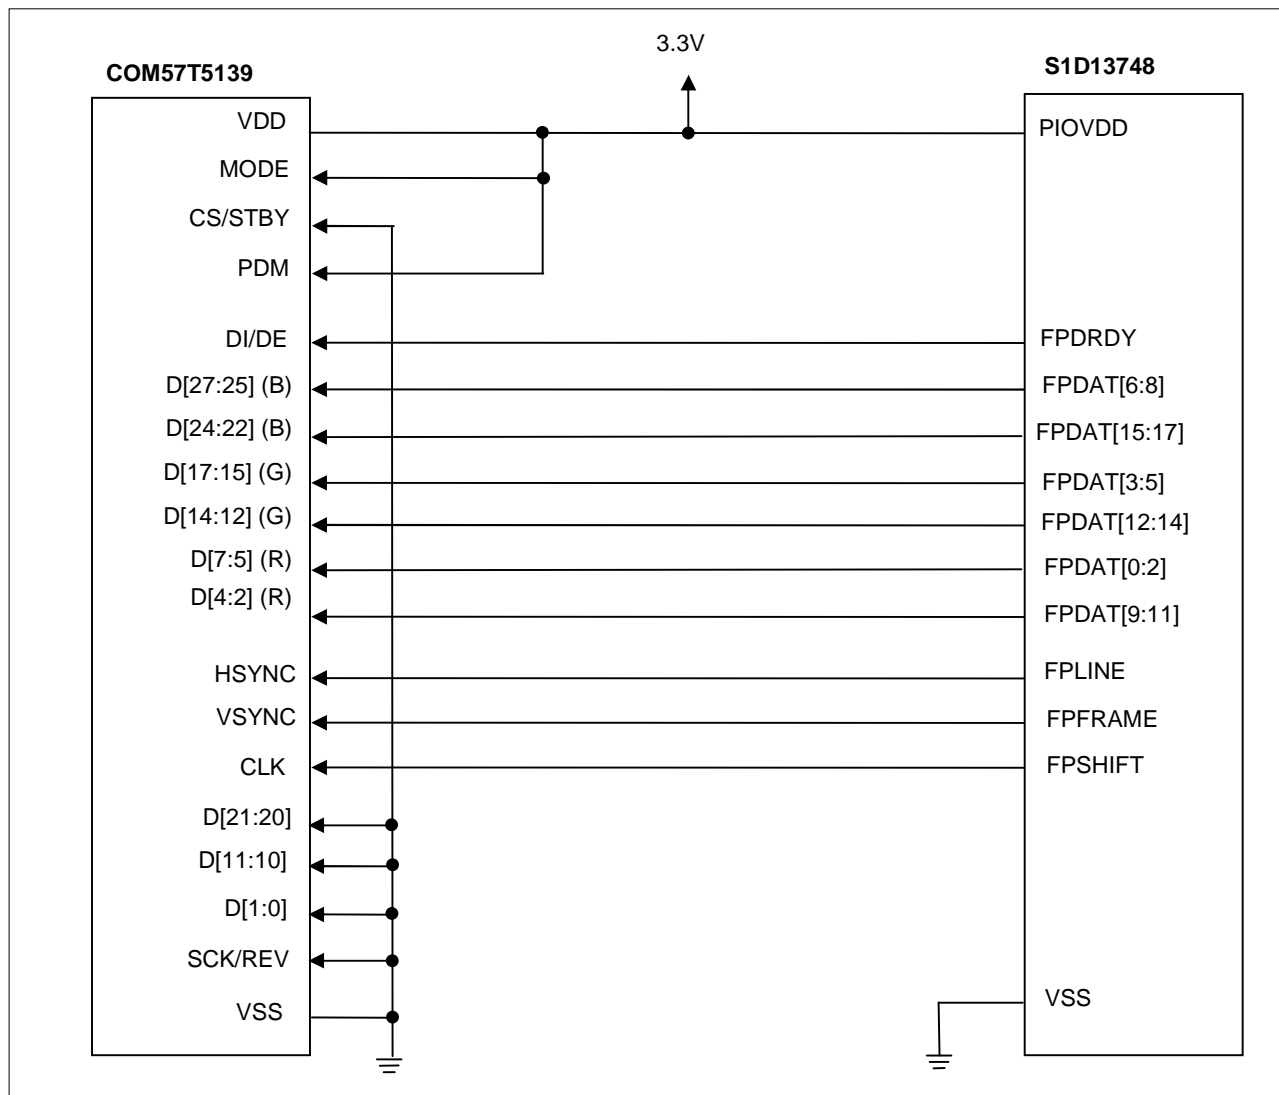 3.3V
COM57T5139
S1D13748
VDD
PIOVDD
MODE
CS/STBY
PDM
DI/DE
FPDRDY
D[27:25] (B)
FPDAT[6:8]
D[24:22] (B)
FPDAT[15:17]
D[17:15] (G)
FPDAT[3:5]
D[14:12] (G)
FPDAT[12:14]
D[7:5] (R)
FPDAT[0:2]
D[4:2] (R)
FPDAT[9:11]
HSYNC
FPLINE
VSYNC
FPFRAME
CLK
FPSHIFT
D[21:20]
D[11:10]
D[1:0]
SCK/REV
VSS
VSS